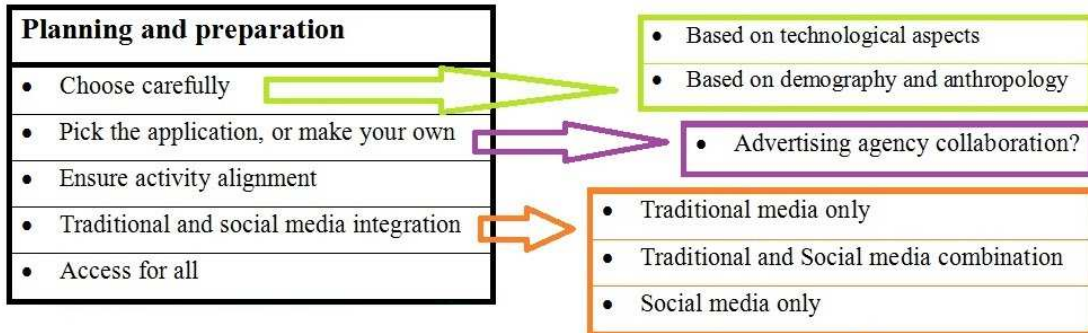 Planning and preparation
• Choose carefully
• Pick the application, or make your own
• Ensure activity alignment
• Traditional and social media integration
• Access for all
• Based on technological aspects
• Based on demography and anthropology
• Advertising agency collaboration?
• Traditional media only
• Traditional and Social media combination
• Social media only